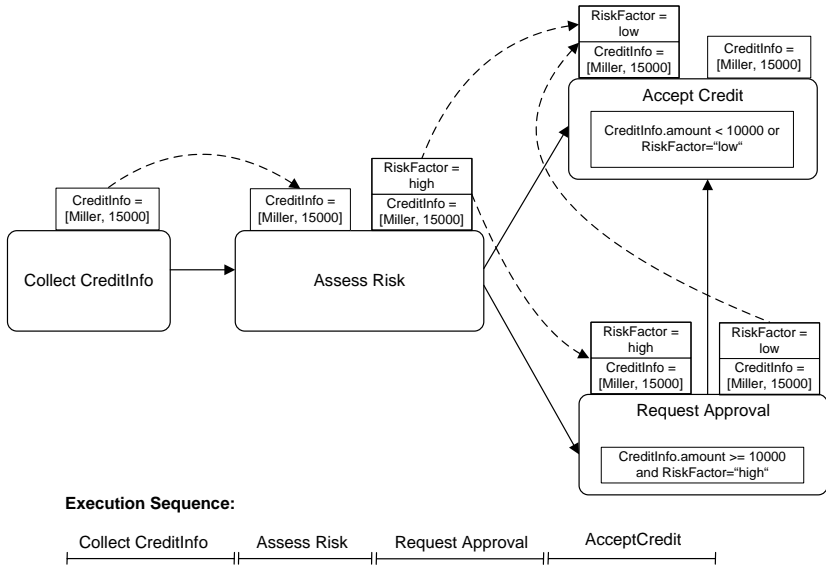 RiskFactor =
low
CreditInfo =
[Miller, 15000]
CreditInfo =
[Miller, 15000]
Accept Credit
CreditInfo.amount < 10000 or
RiskFactor="low"
CreditInfo =
[Miller, 15000]
Collect CreditInfo
CreditInfo =
[Miller, 15000]
RiskFactor =
high
CreditInfo =
[Miller, 15000]
Assess Risk
RiskFactor =
high
CreditInfo =
[Miller, 15000]
RiskFactor =
low
CreditInfo =
[Miller, 15000]
Request Approval
CreditInfo.amount >= 10000
and RiskFactor="high"
Execution Sequence:
Collect CreditInfo
Assess Risk
Request Approval
AcceptCredit